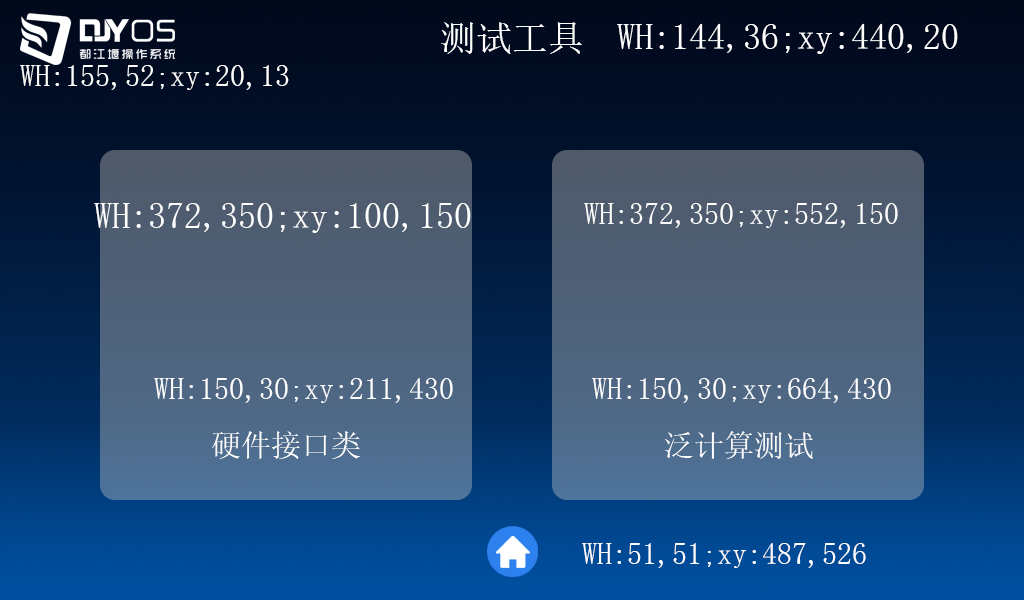 DJYOS
都江堰操作系统
WH:155,52;xy:20,13
测试工具 WH:144,36;xy:440,20
WH:372,350;xy:100,150
WH:150,30;xy:211,430
硬件接口类
WH:372,350;xy:552,150
WH:150,30;xy:664,430
泛计算测试
WH:51,51;xy:487,526